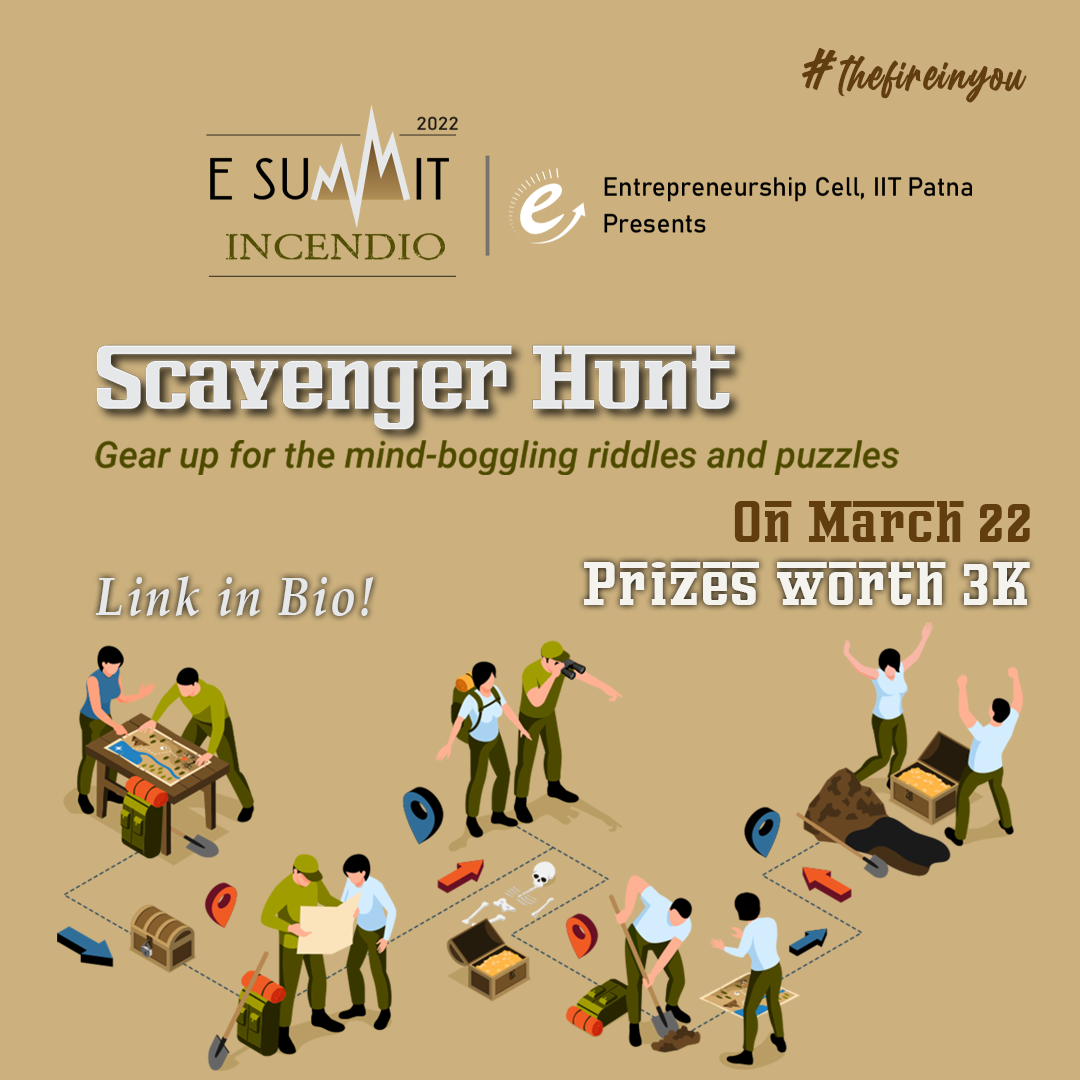 #thefireinyou
2022
E SUMMIT
INCENDIO
e
Entrepreneurship Cell, IIT Patna
Presents
Scavenger Hunt
Gear up for the mind-boggling riddles and puzzles
On March 22
Prizes worth 3K
Link in Bio!